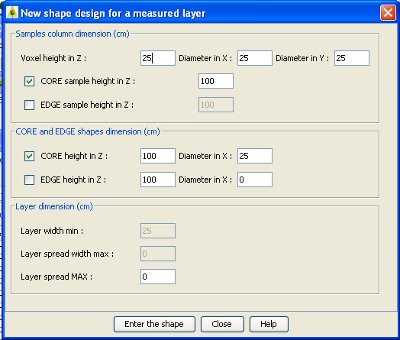 New shape design for a measured layer
Samples column dimension (cm)
Voxel height in Z : 25 Diameter in X : 25 Diameter in Y : 25
CORE sample height in Z : 100
EDGE sample height in Z : 100
CORE and EDGE shapes dimension (cm)
CORE height in Z : 100 Diameter in X : 25
EDGE height in Z : 100 Diameter in X : 0
Layer dimension (cm)
Layer width min : 25
Layer spread width max : 0
Layer spread MAX : 0
Enter the shape Close Help